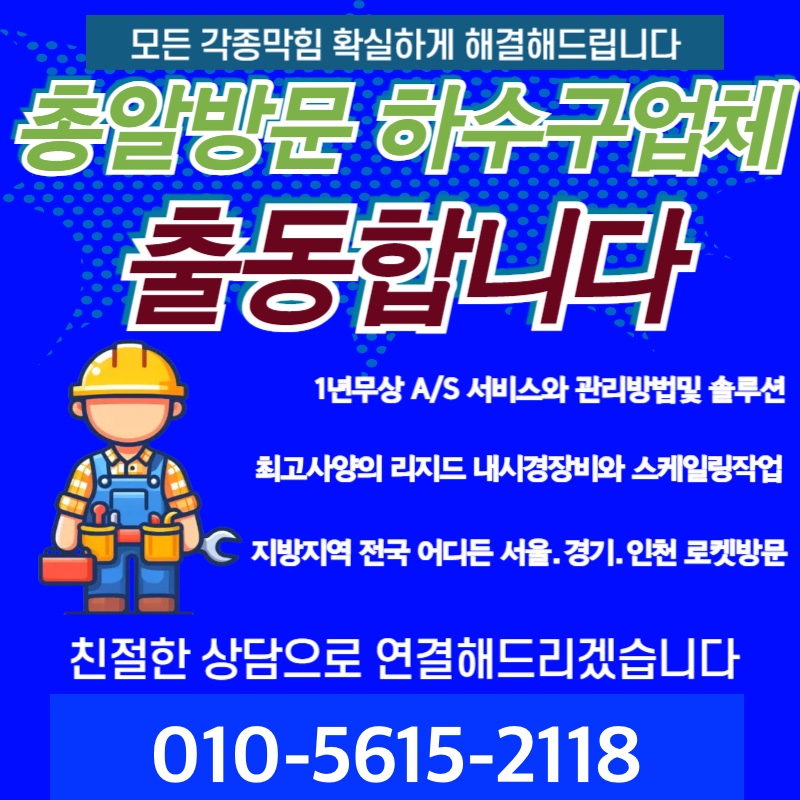 모든 각종막힘 확실하게 해결해드립니다
총알방문 하수구업체
출동합니다
1년무상 A/S 서비스와 관리방법및 솔루션
최고사양의 리지드 내시경장비와 스케일링작업
지방지역 전국 어디든 서울.경기.인천 로켓방문
친절한 상담으로 연결해드리겠습니다
010-5615-2118